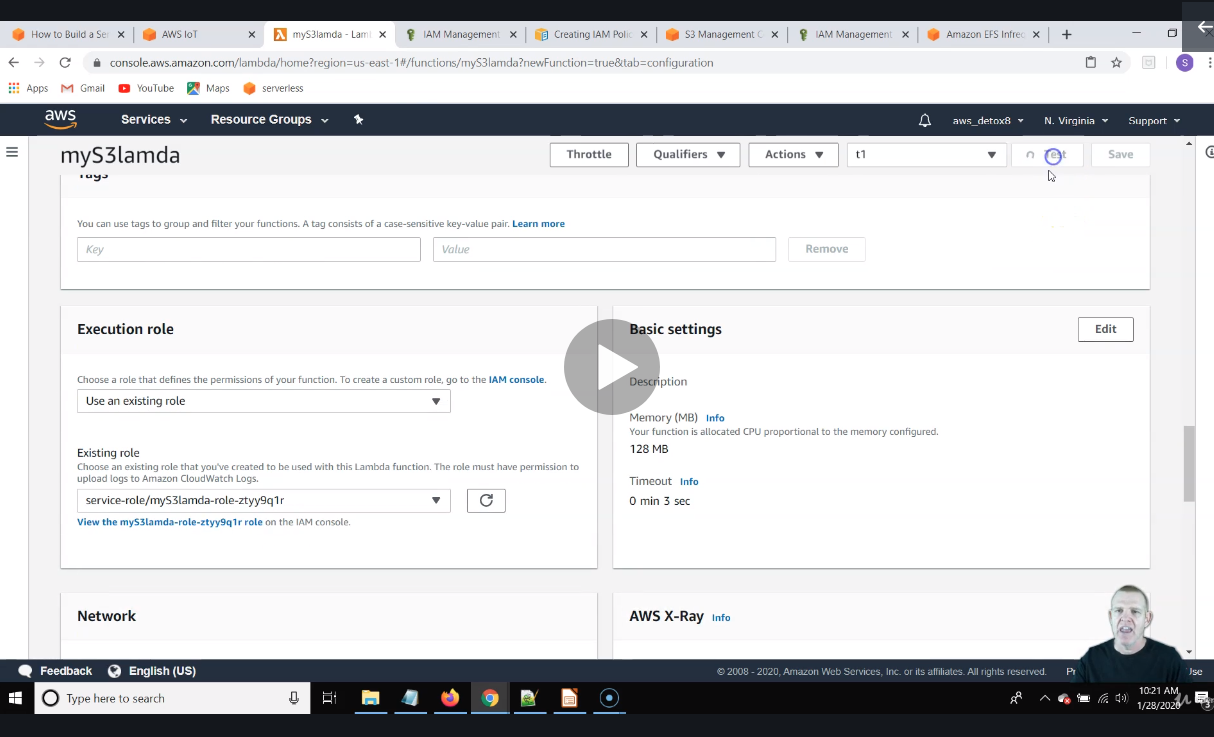 How to Build a Ser
AWS IoT
myS3lamda - Lam
IAM Management
Creating IAM Polic
S3 Management C
IAM Management
Amazon EFS Infrec
console.aws.amazon.com/lambda/home?region=us-east-1#/functions/myS3lamda?newFunction=true&tab=configuration
S
Apps Gmail YouTube Maps serverless
aws Services Resource Groups aws_detox8 N. Virginia Support
myS3lamda Throttle Qualifiers Actions t1 Test Save
Tags
You can use tags to group and filter your functions. A tag consists of a case-sensitive key-value pair. Learn more
Key Value Remove
Execution role
Choose a role that defines the permissions of your function. To create a custom role, go to the IAM console.
Use an existing role
Existing role
Choose an existing role that you've created to be used with this Lambda function. The role must have permission to
upload logs to Amazon CloudWatch Logs.
service-role/myS3lamda-role-ztyy9q1r
View the myS3lamda-role-ztyy9q1r role on the IAM console.
Basic settings Edit
Description
Memory (MB) Info
Your function is allocated CPU proportional to the memory configured.
128 MB
Timeout Info
0 min 3 sec
Network
AWS X-Ray Info
Feedback English (US) © 2008 - 2020, Amazon Web Services, Inc. or its affiliates. All rights reserved.
Type here to search
10:21 AM
1/28/2020